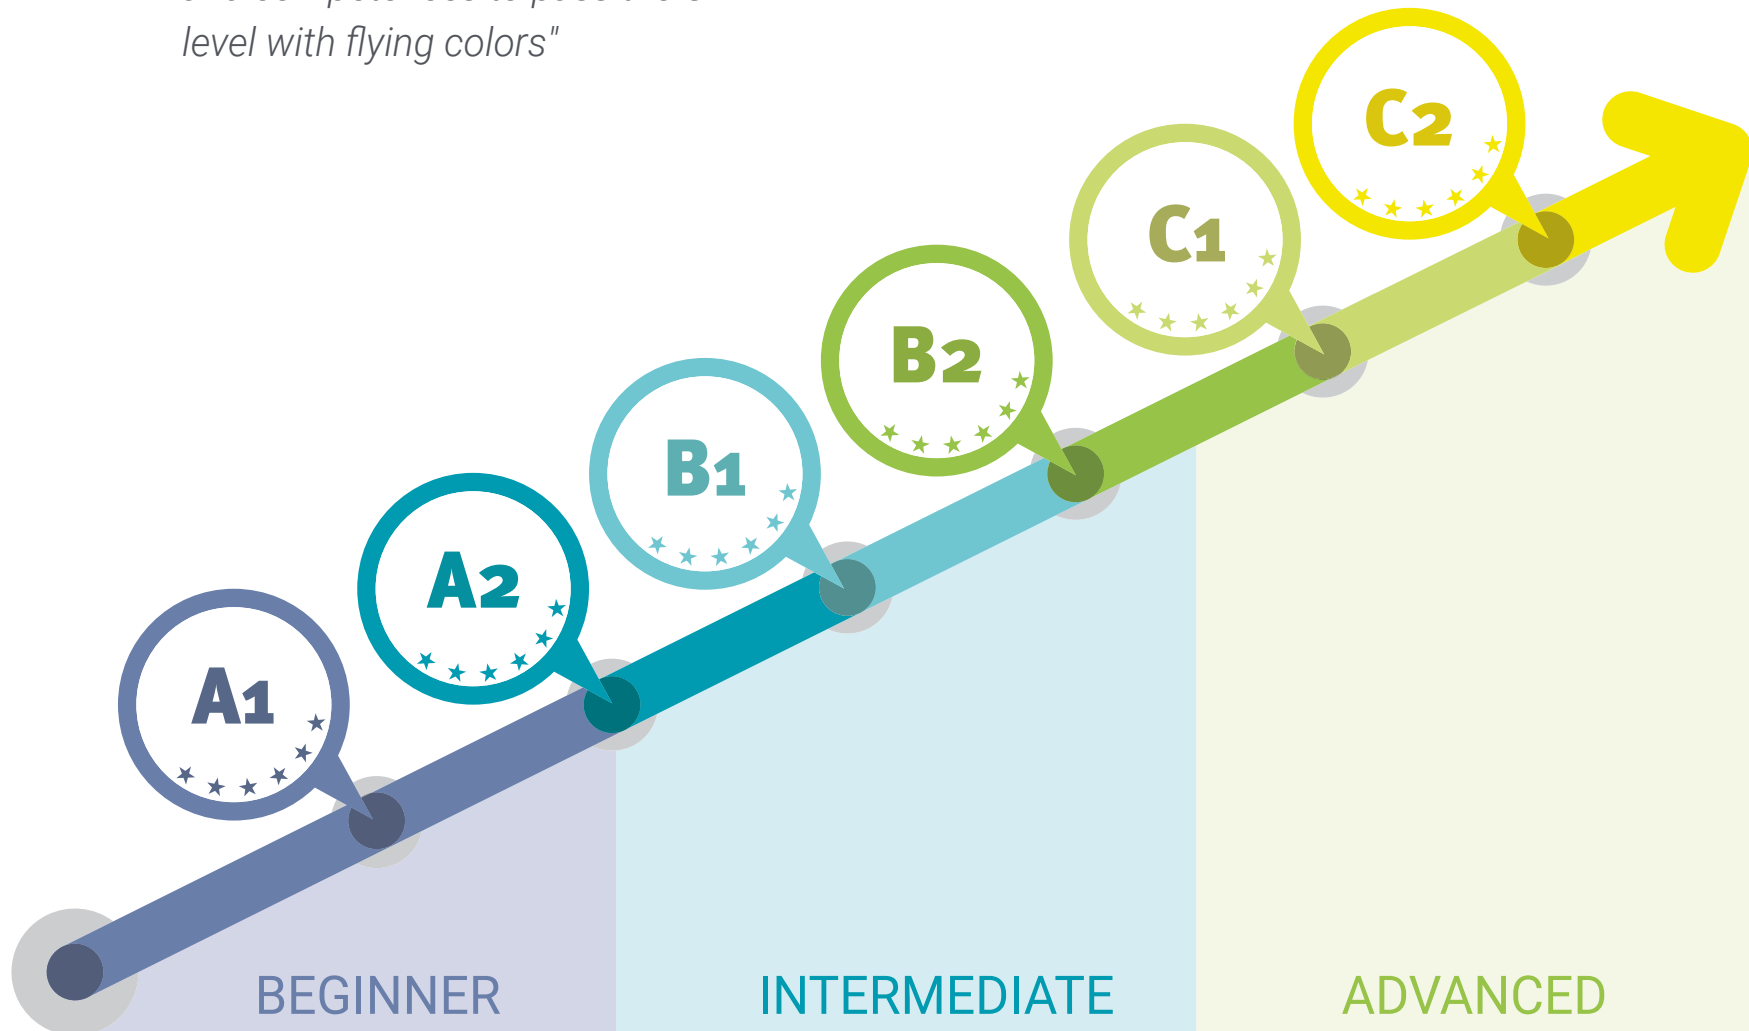 level with flying colors"
C2
C1
B2
B1
A2
A1
BEGINNER INTERMEDIATE ADVANCED